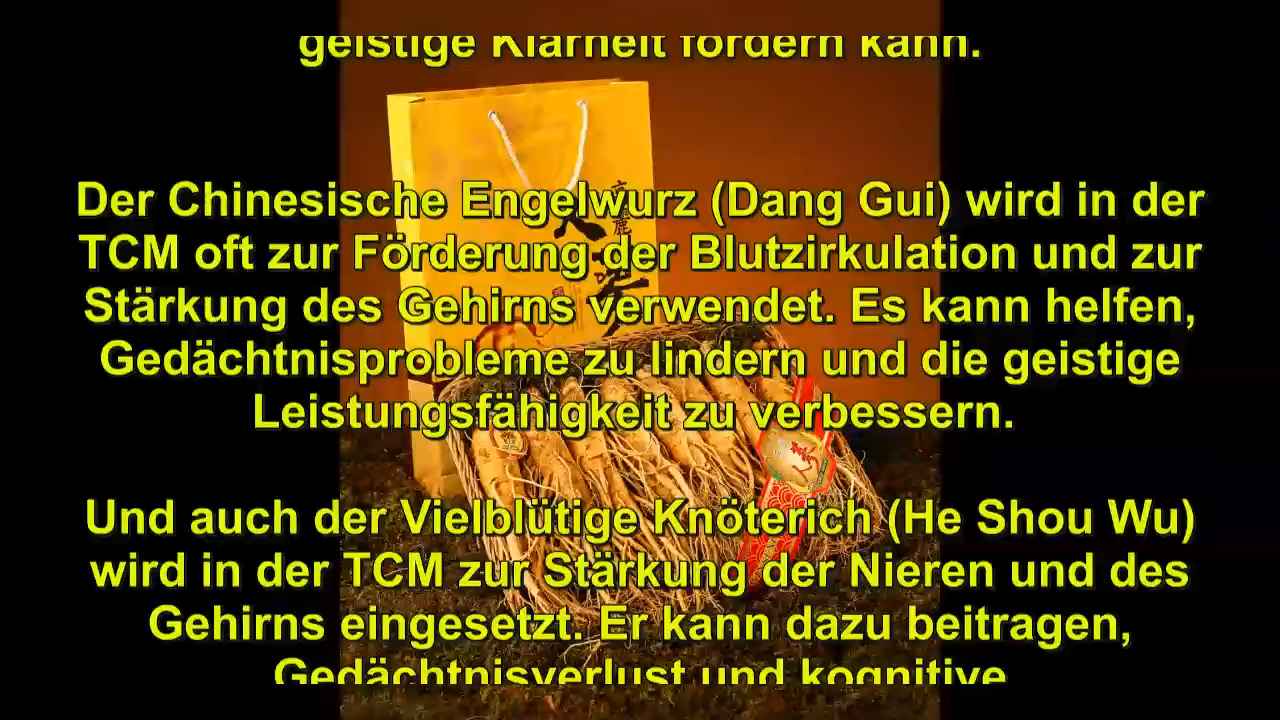 geistige Klarheit fördern kann.
Der Chinesische Engelwurz (Dang Gui) wird in der
TCM oft zur Förderung der Blutzirkulation und zur
Stärkung des Gehirns verwendet. Es kann helfen,
Gedächtnisprobleme zu lindern und die geistige
Leistungsfähigkeit zu verbessern.
Und auch der Vielblütige Knöterich (He Shou Wu)
wird in der TCM zur Stärkung der Nieren und des
Gehirns eingesetzt. Er kann dazu beitragen,
Gedächtnisverlust und kognitive